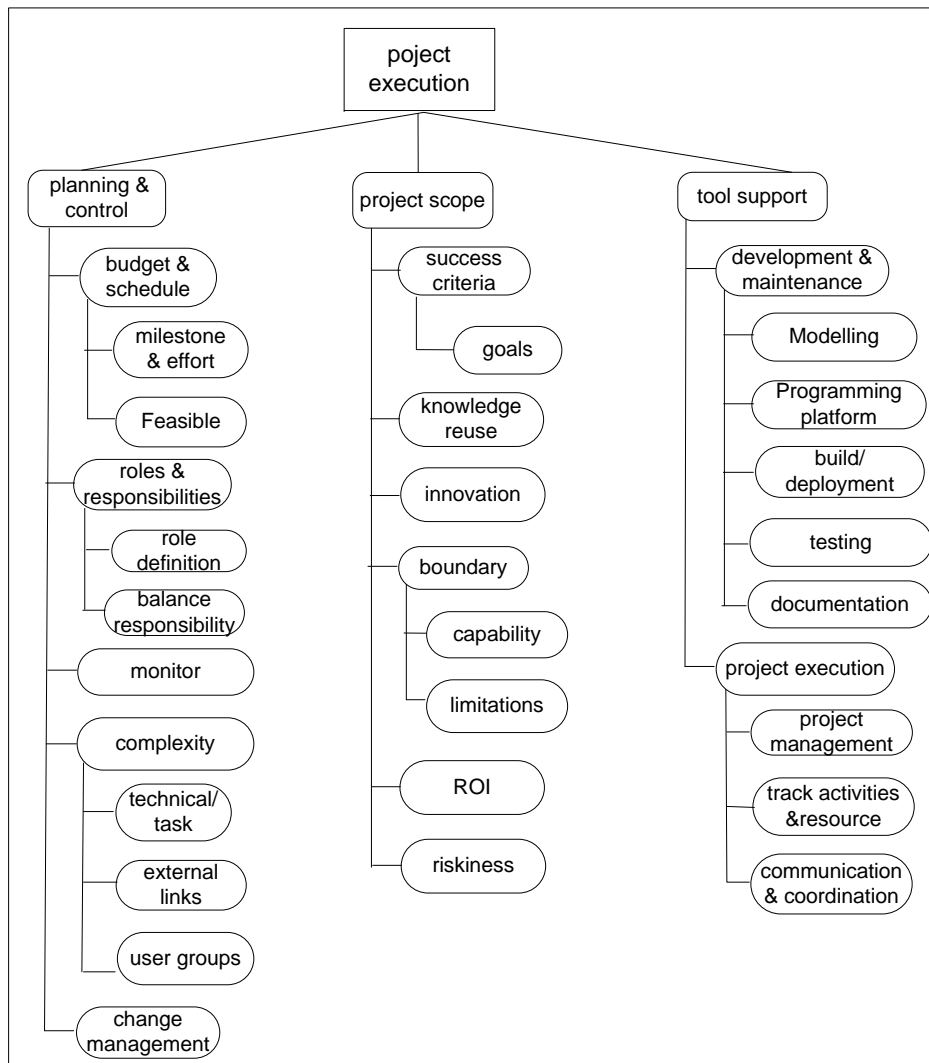 poject
execution
planning &
control
budget &
schedule
milestone
& effort
Feasible
roles &
responsibilities
role
definition
balance
responsibility
monitor
complexity
technical/
task
external
links
user groups
change
management
project scope
success
criteria
goals
knowledge
reuse
innovation
boundary
capability
limitations
ROI
riskiness
tool support
development &
maintenance
Modelling
Programming
platform
build/
deployment
testing
documentation
project execution
project
management
track activities
&resource
communication
& coordination